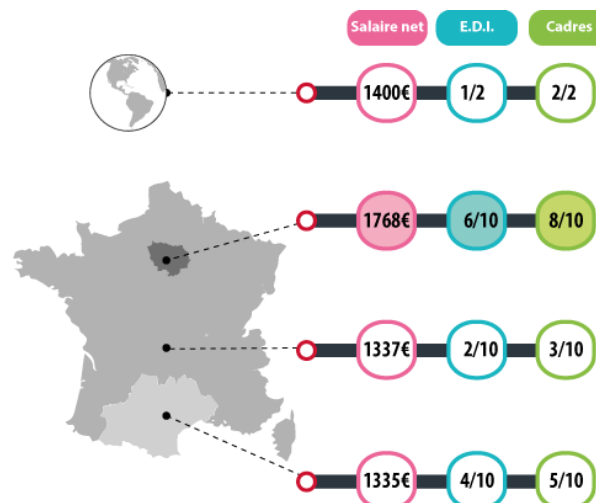 Salaire net E.D.I. Cadres
1400€ 1/2 2/2
1768€ 6/10 8/10
1337€ 2/10 3/10
1335€ 4/10 5/10